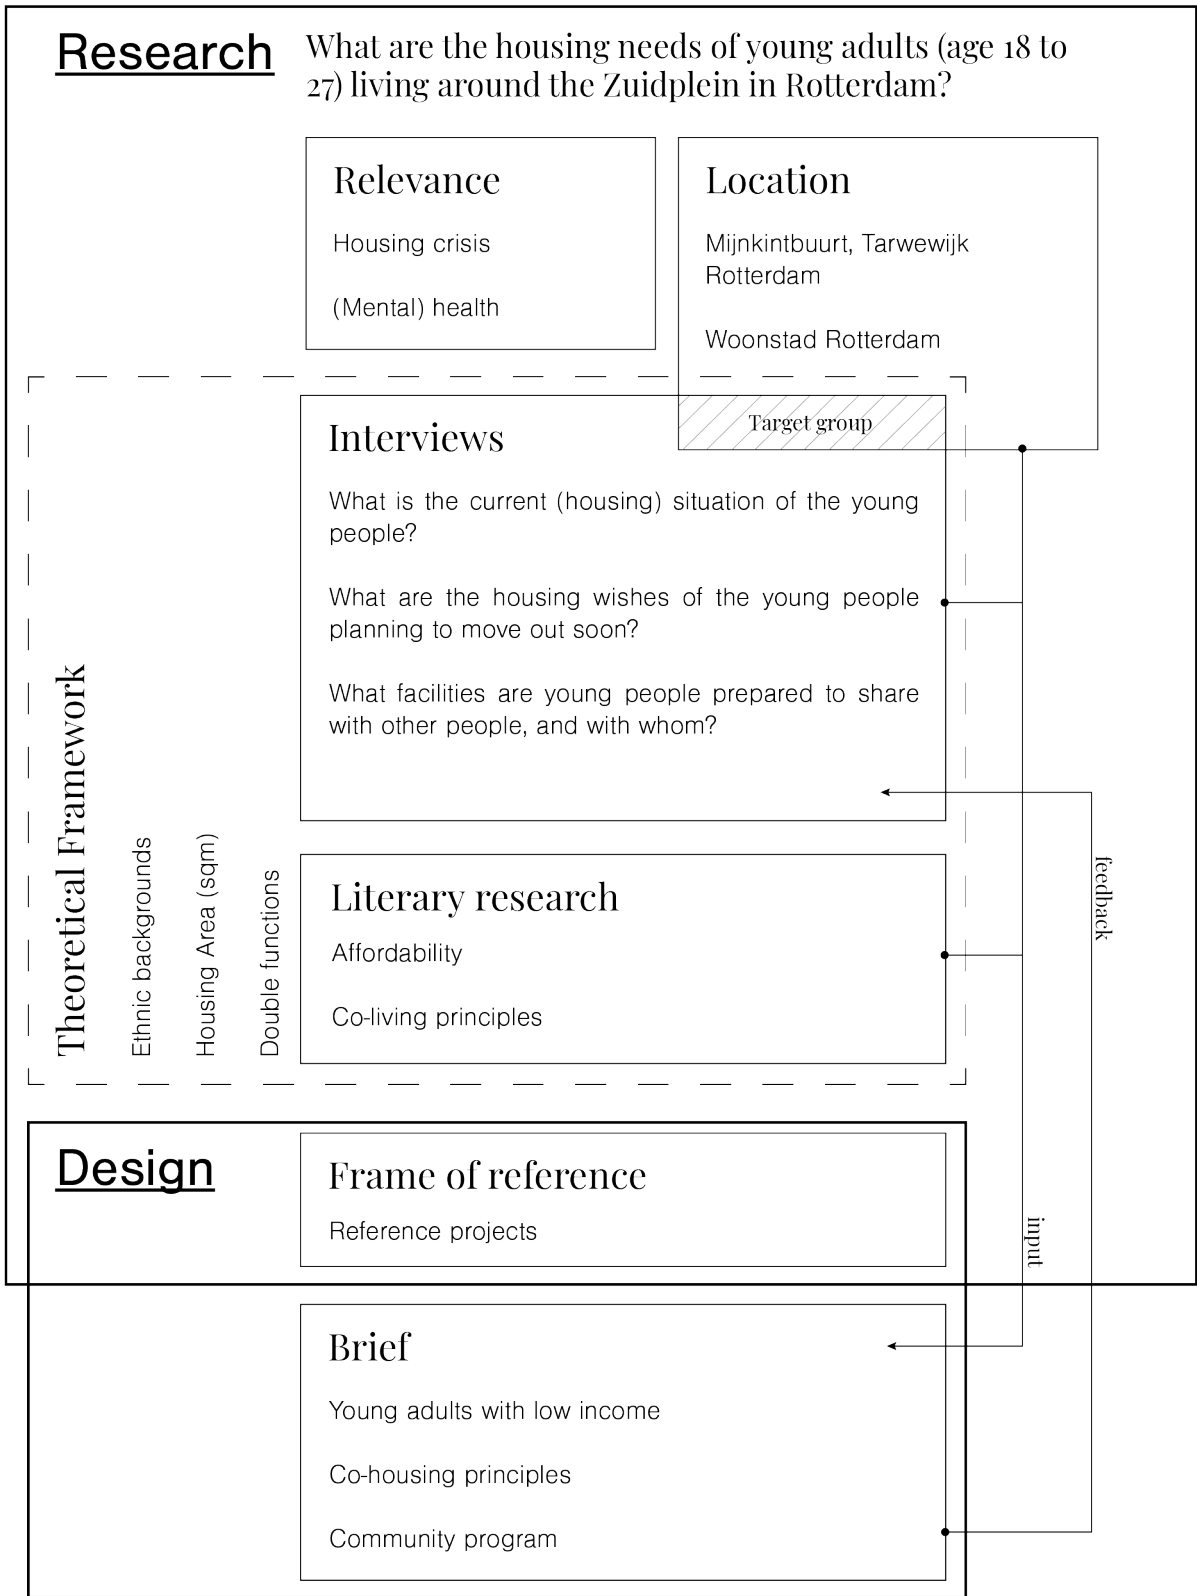 Research
What are the housing needs of young adults (age 18 to
27) living around the Zuidplein in Rotterdam?
Relevance
Housing crisis
(Mental) health
Location
Mijnkintbuurt, Tarwewijk
Rotterdam
Woonstad Rotterdam
Target group
Interviews
What is the current (housing) situation of the young
people?
What are the housing wishes of the young people
planning to move out soon?
What facilities are young people prepared to share
with other people, and with whom?
Theoretical Framework
Ethnic backgrounds
Housing Area (sqm)
Double functions
Literary research
Affordability
Co-living principles
feedback
Design
Frame of reference
Reference projects
input
Brief
Young adults with low income
Co-housing principles
Community program